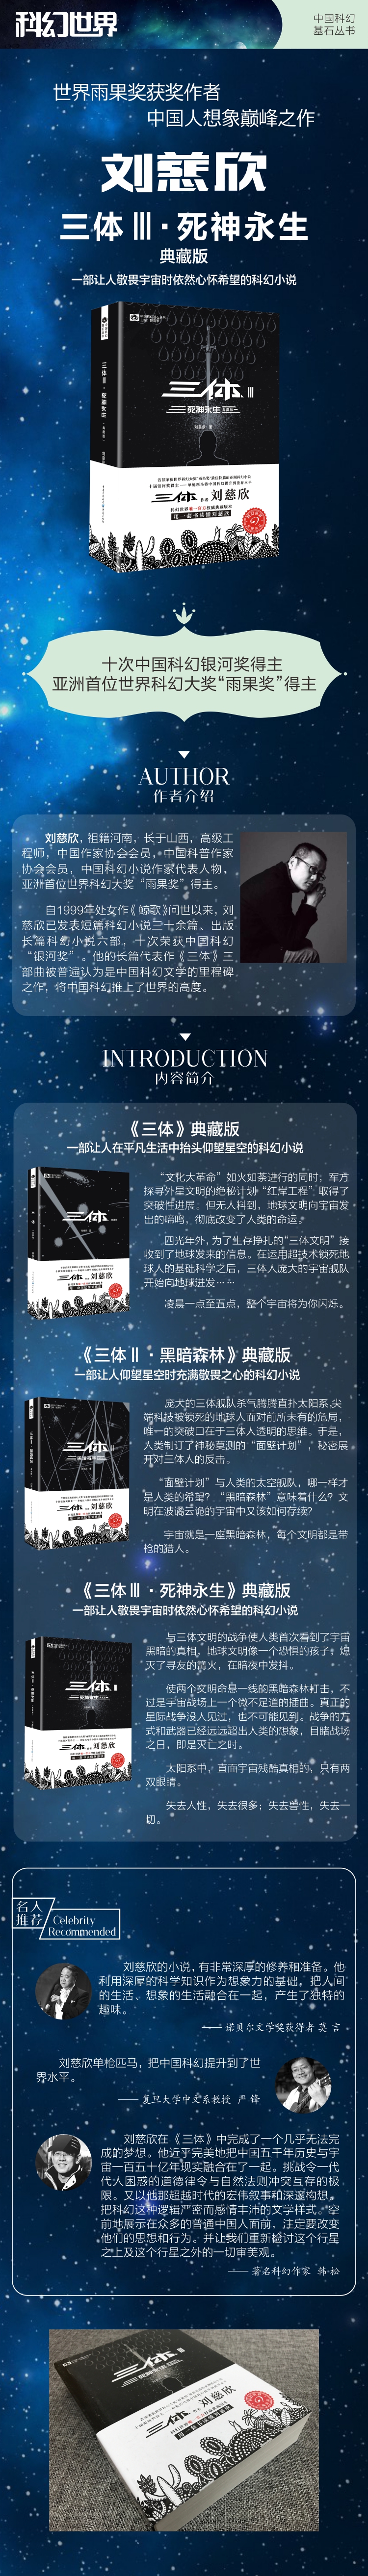 科幻世界
中国科幻
基石丛书
世界雨果奖获奖作者
中国人想象巅峰之作
刘慈欣
三体Ⅲ·死神永生
典藏版
一部让人敬畏宇宙时依然心怀希望的科幻小说
三体Ⅲ
死神永生
三体 刘慈欣
十次中国科幻银河奖得主
亚洲首位世界科幻大奖“雨果奖”得主
AUTHOR
作者介绍
刘慈欣，祖籍河南，长于山西，高级工
程师，中国作家协会会员，中国科普作家
协会会员，中国科幻小说作家代表人物，
亚洲首位世界科幻大奖“雨果奖”得主。
自1999年处女作《鲸歌》问世以来，刘
慈欣已发表短篇科幻小说三十余篇、出版
长篇科幻小说六部，十次荣获中国科幻
“银河奖”。他的长篇代表作《三体》三
部曲被普遍认为是中国科幻文学的里程碑
之作，将中国科幻推上了世界的高度。
INTRODUCTION
内容简介
《三体》典藏版
一部让人在平凡生活中抬头仰望星空的科幻小说
三体
三体 刘慈欣
“文化大革命”如火如荼进行的同时，军方
探寻外星文明的绝秘计划“红岸工程”取得了
突破性进展。但无人料到，地球文明向宇宙发
出的啼鸣，彻底改变了人类的命运。
四光年外，为了生存挣扎的“三体文明”接
收到了地球发来的信息。在运用超技术锁死地
球人的基础科学之后，三体人庞大的宇宙舰队
开始向地球进发……
凌晨一点至五点，整个宇宙将为你闪烁。
《三体Ⅱ·黑暗森林》典藏版
一部让人仰望星空时充满敬畏之心的科幻小说
三体
三体 刘慈欣
庞大的三体舰队杀气腾腾直扑太阳系,尖
端科技被锁死的地球人面对前所未有的危局，
唯一的突破口在于三体人透明的思维。于是，
人类制订了神秘莫测的“面壁计划”，秘密展
开对三体人的反击。
“面壁计划”与人类的太空舰队，哪一样才
是人类的希望？“黑暗森林”意味着什么？文
明在波谲云诡的宇宙中又该如何存续？
宇宙就是一座黑暗森林，每个文明都是带
枪的猎人。
《三体Ⅲ·死神永生》典藏版
一部让人敬畏宇宙时依然心怀希望的科幻小说
三体
三体 刘慈欣
与三体文明的战争使人类首次看到了宇宙
黑暗的真相，地球文明像一个恐惧的孩子，熄
灭了寻友的篝火，在暗夜中发抖。
使两个文明命悬一线的黑暗森林打击，不
过是宇宙战场上一个微不足道的插曲。真正的
星际战争没人见过，也不可能见到。战争的方
式和武器已经远远超出人类的想象，目睹战场
之日，即是灭亡之时。
太阳系中，直面宇宙残酷真相的，只有两
双眼睛。
失去人性，失去很多；失去兽性，失去一
切。
名人
推荐
Celebrity
Recommended
刘慈欣的小说，有非常深厚的修养和准备。他
利用深厚的科学知识作为想象力的基础，把人间
的生活、想象的生活融合在一起，产生了独特的
趣味。
——诺贝尔文学奖获得者 莫 言
刘慈欣单枪匹马，把中国科幻提升到了世
界水平。
——复旦大学中文系教授 严 锋
刘慈欣在《三体》中完成了一个几乎无法完
成的梦想。他近乎完美地把中国五千年历史与宇
宙一百五十亿年现实融合在了一起。挑战令一代
代人困惑的道德律令与自然法则冲突互存的极
限。又以他那超越时代的宏伟叙事和深邃构想，
把科幻这种逻辑严密而感情丰沛的文学样式，空
前地展示在众多的普通中国人面前，注定要改变
他们的思想和行为。并让我们重新检讨这个行星
之上及这个行星之外的一切审美观。
——著名科幻作家 韩 松
三体
三体 刘慈欣